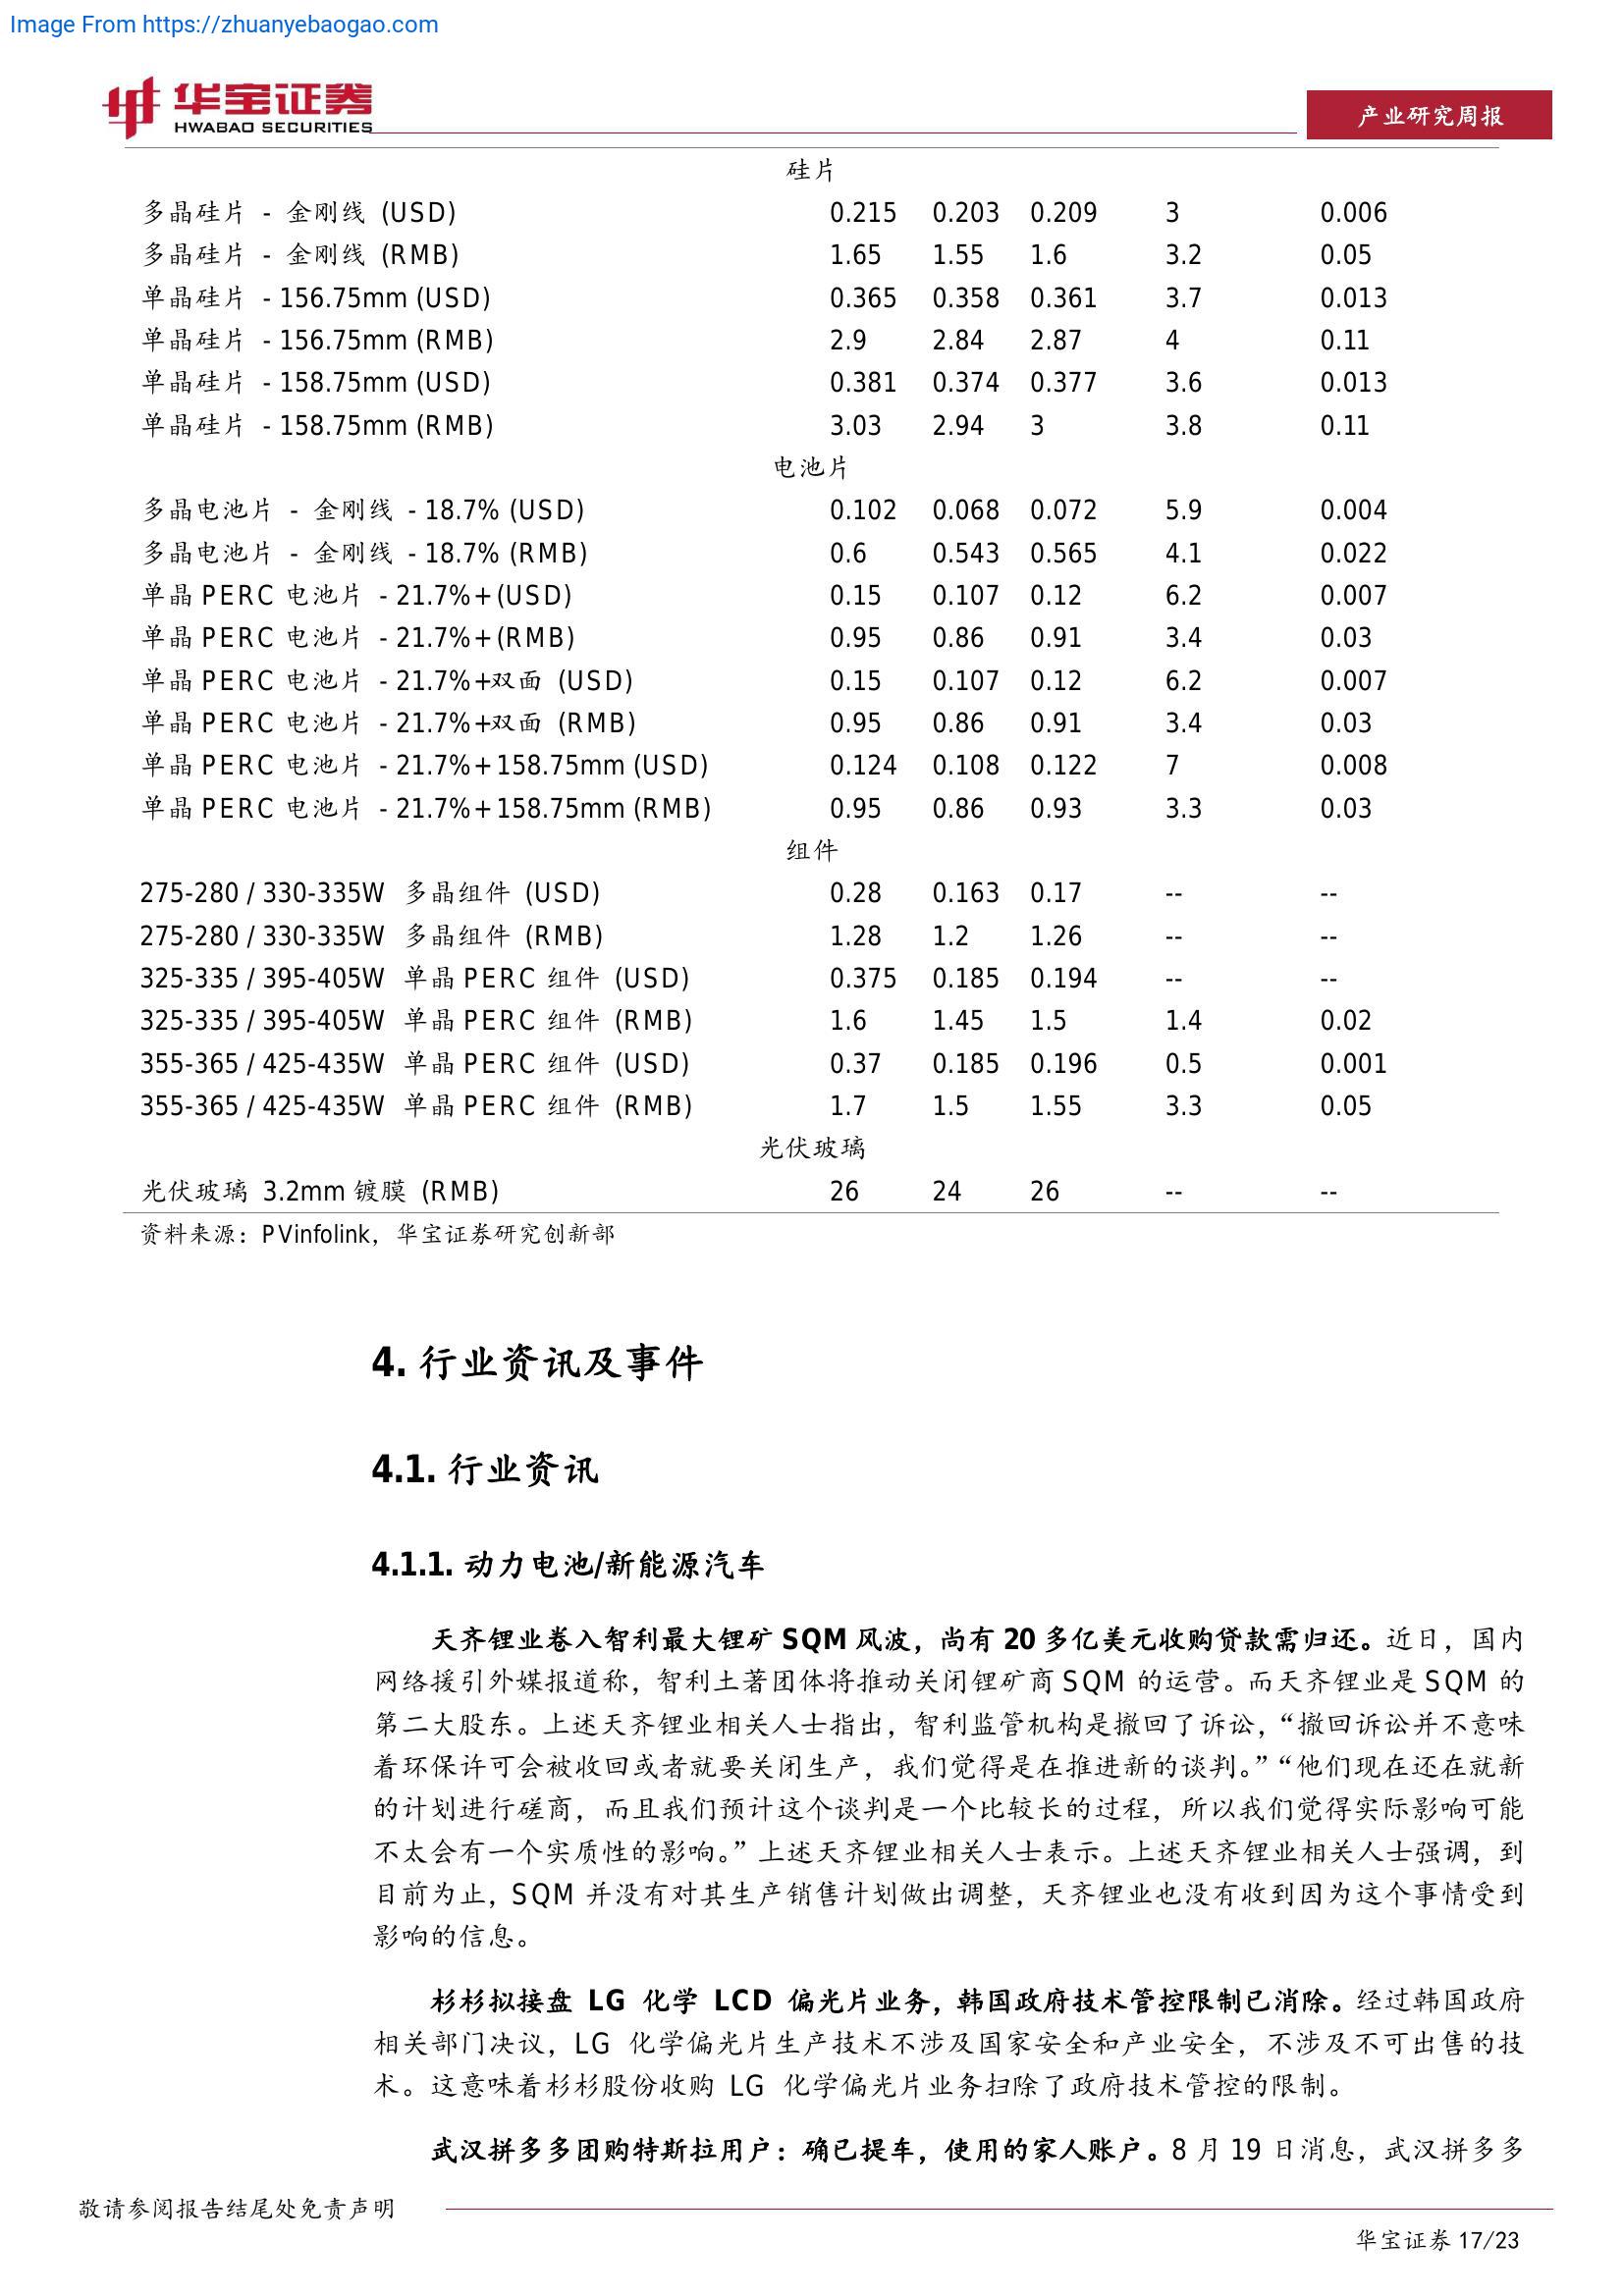 Image From https://zhuanyebaogao.com
华宝证券
HWABAO SECURITIES
产业研究周报
硅片
多晶硅片 - 金刚线 (USD) 0.215 0.203 0.209 3 0.006
多晶硅片 - 金刚线 (RMB) 1.65 1.55 1.6 3.2 0.05
单晶硅片 - 156.75mm (USD) 0.365 0.358 0.361 3.7 0.013
单晶硅片 - 156.75mm (RMB) 2.9 2.84 2.87 4 0.11
单晶硅片 - 158.75mm (USD) 0.381 0.374 0.377 3.6 0.013
单晶硅片 - 158.75mm (RMB) 3.03 2.94 3 3.8 0.11
电池片
多晶电池片 - 金刚线 - 18.7% (USD) 0.102 0.068 0.072 5.9 0.004
多晶电池片 - 金刚线 - 18.7% (RMB) 0.6 0.543 0.565 4.1 0.022
单晶 PERC 电池片 - 21.7%+ (USD) 0.15 0.107 0.12 6.2 0.007
单晶 PERC 电池片 - 21.7%+ (RMB) 0.95 0.86 0.91 3.4 0.03
单晶 PERC 电池片 - 21.7%+双面 (USD) 0.15 0.107 0.12 6.2 0.007
单晶 PERC 电池片 - 21.7%+双面 (RMB) 0.95 0.86 0.91 3.4 0.03
单晶 PERC 电池片 - 21.7%+ 158.75mm (USD) 0.124 0.108 0.122 7 0.008
单晶 PERC 电池片 - 21.7%+ 158.75mm (RMB) 0.95 0.86 0.93 3.3 0.03
组件
275-280 / 330-335W 多晶组件 (USD) 0.28 0.163 0.17 -- --
275-280 / 330-335W 多晶组件 (RMB) 1.28 1.2 1.26 -- --
325-335 / 395-405W 单晶 PERC 组件 (USD) 0.375 0.185 0.194 -- --
325-335 / 395-405W 单晶 PERC 组件 (RMB) 1.6 1.45 1.5 1.4 0.02
355-365 / 425-435W 单晶 PERC 组件 (USD) 0.37 0.185 0.196 0.5 0.001
355-365 / 425-435W 单晶 PERC 组件 (RMB) 1.7 1.5 1.55 3.3 0.05
光伏玻璃
光伏玻璃 3.2mm 镀膜 (RMB) 26 24 26 -- --
资料来源：PVinfolink，华宝证券研究创新部
4. 行业资讯及事件
4.1. 行业资讯
4.1.1. 动力电池/新能源汽车
天齐锂业卷入智利最大锂矿 SQM 风波，尚有 20 多亿美元收购贷款需归还。近日，国内
网络援引外媒报道称，智利土著团体将推动关闭锂矿商 SQM 的运营。而天齐锂业是 SQM 的
第二大股东。上述天齐锂业相关人士指出，智利监管机构是撤回了诉讼，“撤回诉讼并不意味
着环保许可会被收回或者就要关闭生产，我们觉得是在推进新的谈判。”“他们现在还在就新
的计划进行磋商，而且我们预计这个谈判是一个比较长的过程，所以我们觉得实际影响可能
不太会有一个实质性的影响。”上述天齐锂业相关人士表示。上述天齐锂业相关人士强调，到
目前为止，SQM 并没有对其生产销售计划做出调整，天齐锂业也没有收到因为这个事情受到
影响的信息。
杉杉拟接盘 LG 化学 LCD 偏光片业务，韩国政府技术管控限制已消除。经过韩国政府
相关部门决议，LG 化学偏光片生产技术不涉及国家安全和产业安全，不涉及不可出售的技
术。这意味着杉杉股份收购 LG 化学偏光片业务扫除了政府技术管控的限制。
武汉拼多多团购特斯拉用户：确已提车，使用的家人账户。8 月 19 日消息，武汉拼多多
敬请参阅报告结尾处免责声明
华宝证券 17/23